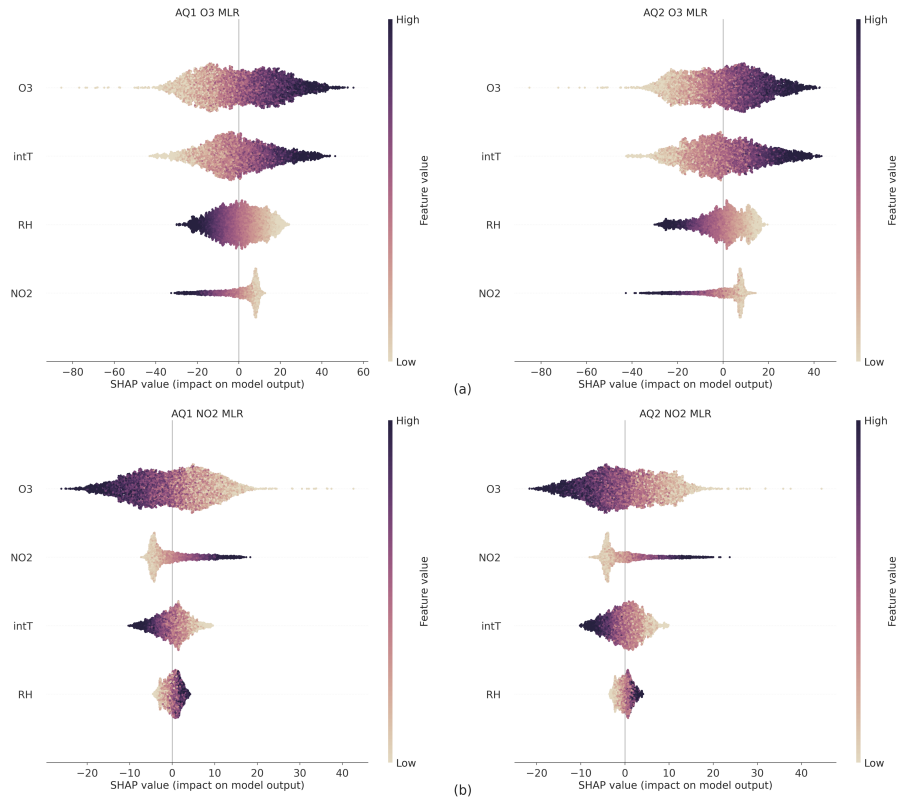 AQ1 O3 MLR
High
O3
intT
RH
NO2
Feature value
Low
−80 −60 −40 −20 0 20 40 60
SHAP value (impact on model output)
AQ2 O3 MLR
High
O3
intT
RH
NO2
Feature value
Low
−80 −60 −40 −20 0 20 40
SHAP value (impact on model output)
(a)
AQ1 NO2 MLR
High
O3
NO2
intT
RH
Feature value
Low
−20 −10 0 10 20 30 40
SHAP value (impact on model output)
AQ2 NO2 MLR
High
O3
NO2
intT
RH
Feature value
Low
−20 −10 0 10 20 30 40
SHAP value (impact on model output)
(b)